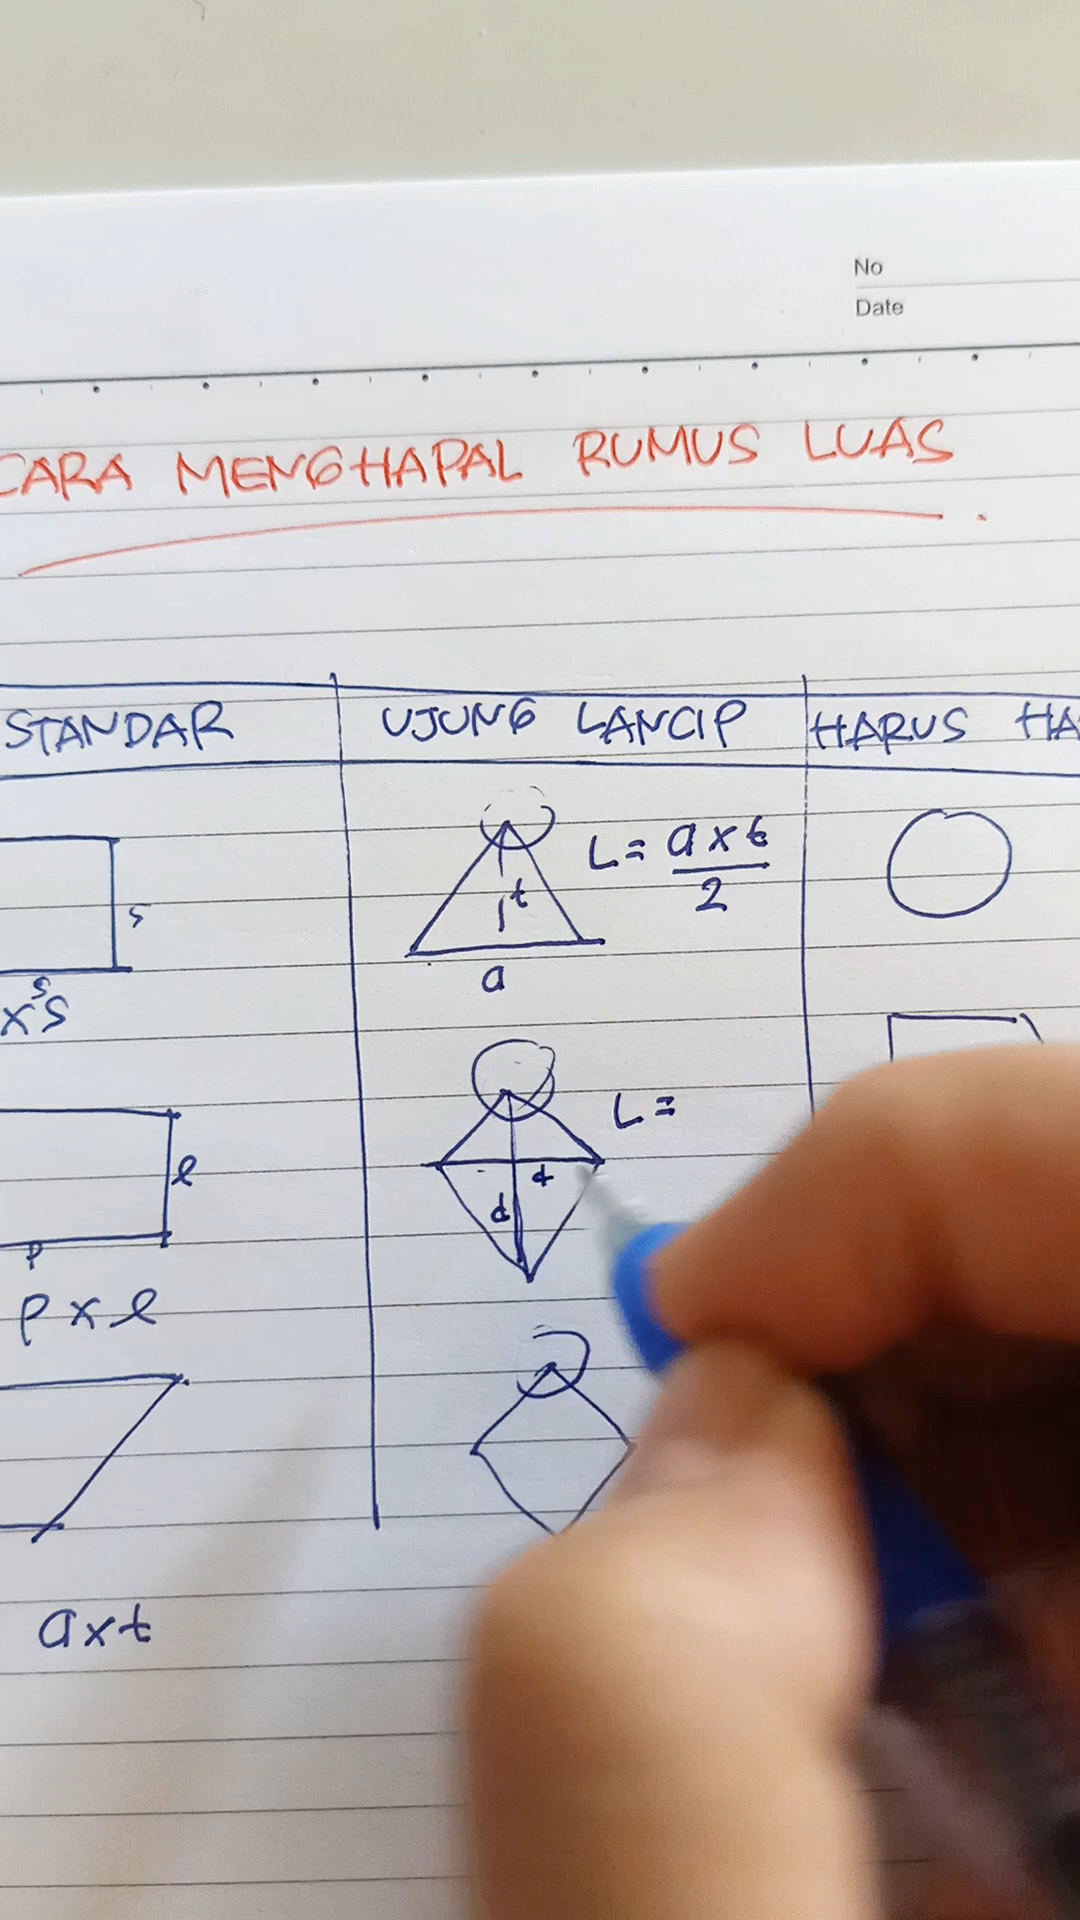 No
Date
CARA MENGHAPAL RUMUS LUAS
STANDAR
UJUNG LANCIP
HARUS
L = a x t
2
t
a
s
s
x s
L =
d
d
l
p
p x l
a x t